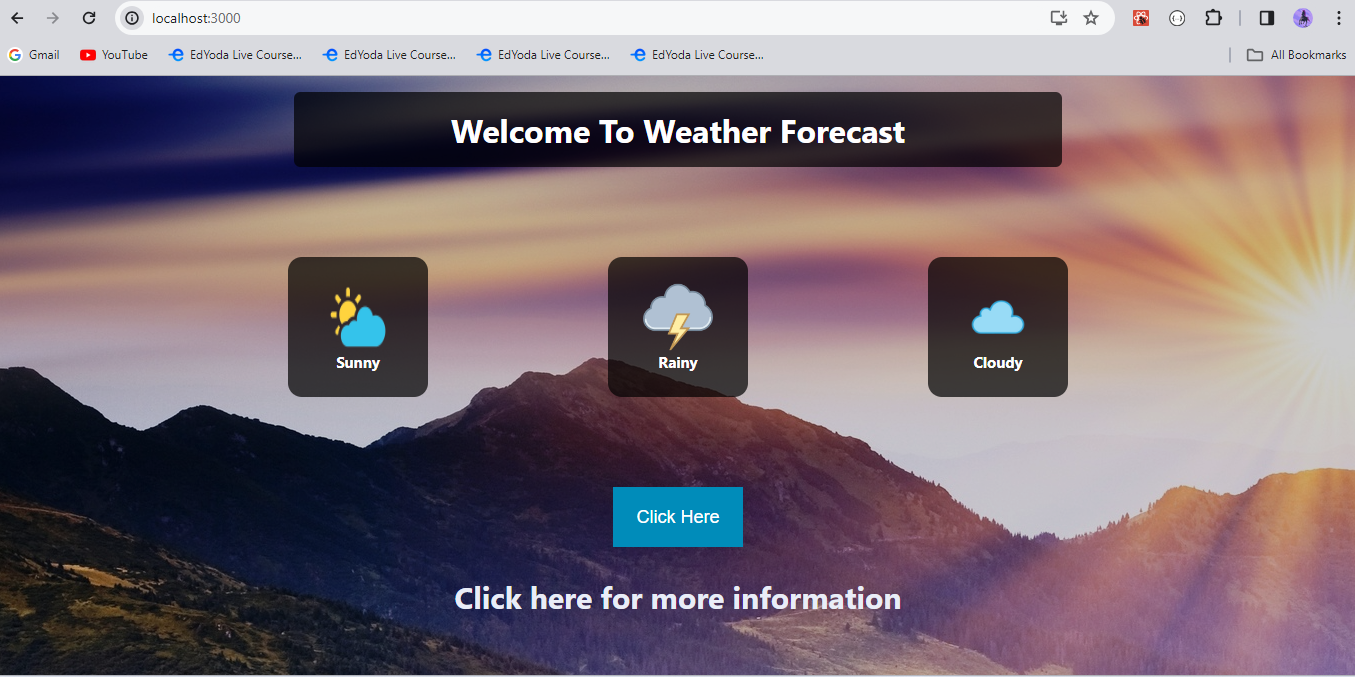 localhost:3000
Gmail YouTube EdYoda Live Course... EdYoda Live Course... EdYoda Live Course... EdYoda Live Course... All Bookmarks
Welcome To Weather Forecast
Sunny Rainy Cloudy
Click Here
Click here for more information